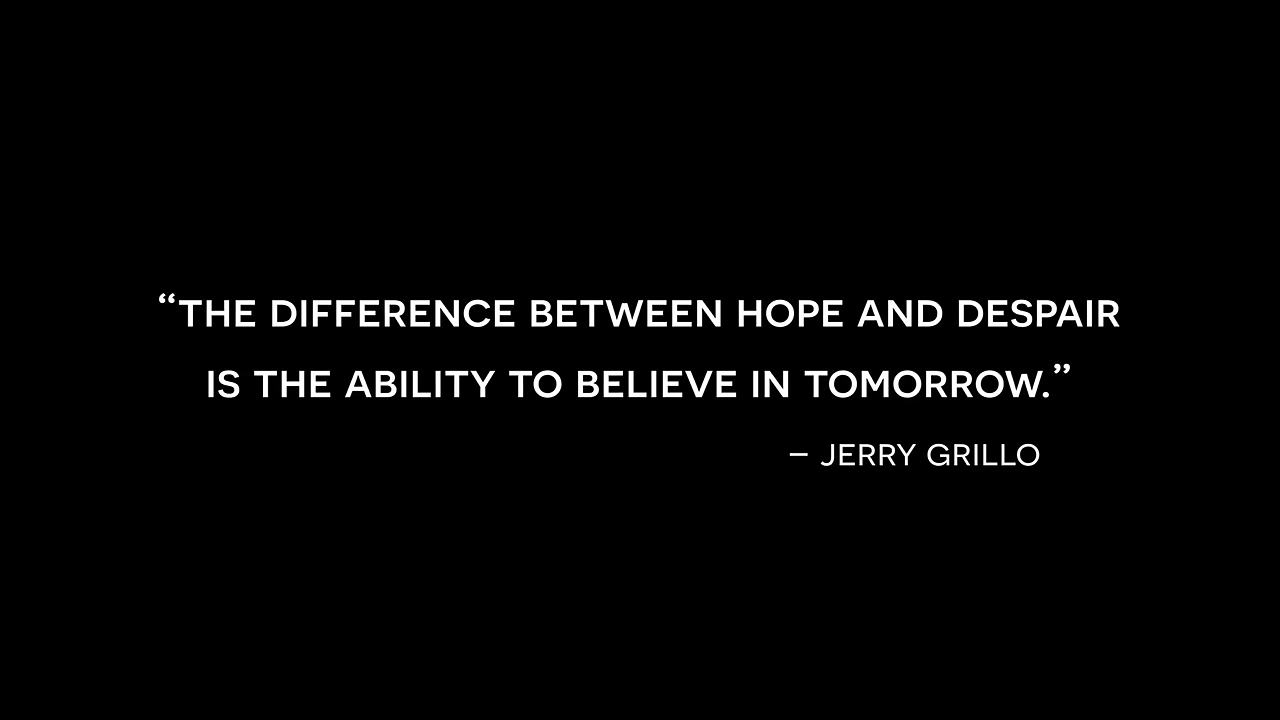 “THE DIFFERENCE BETWEEN HOPE AND DESPAIR
IS THE ABILITY TO BELIEVE IN TOMORROW.”
– JERRY GRILLO